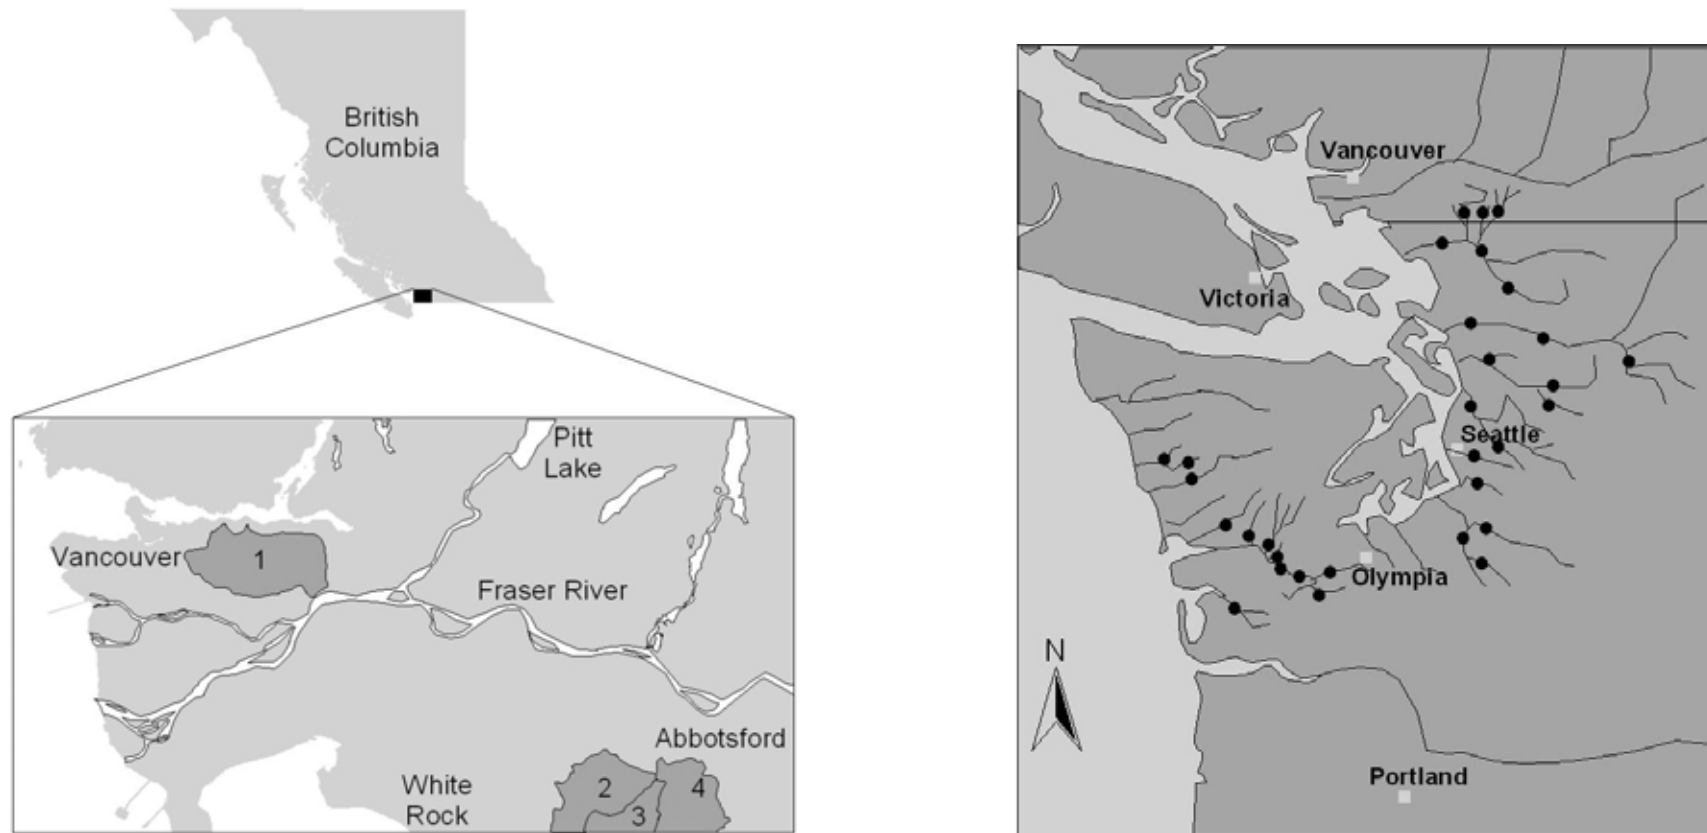 British
Columbia
Pitt
Lake
Vancouver
1
Fraser River
Abbotsford
White
Rock
2
3
4
Vancouver
Victoria
Seattle
Olympia
N
Portland